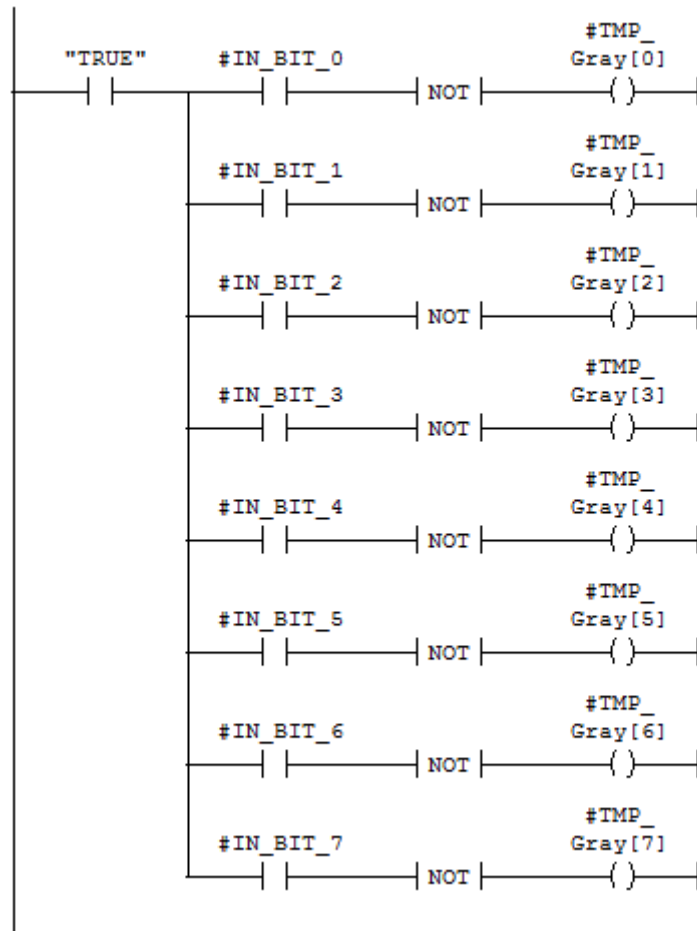 #TMP_
"TRUE" #IN_BIT_0 Gray[0]
NOT
#TMP_
#IN_BIT_1 Gray[1]
NOT
#TMP_
#IN_BIT_2 Gray[2]
NOT
#TMP_
#IN_BIT_3 Gray[3]
NOT
#TMP_
#IN_BIT_4 Gray[4]
NOT
#TMP_
#IN_BIT_5 Gray[5]
NOT
#TMP_
#IN_BIT_6 Gray[6]
NOT
#TMP_
#IN_BIT_7 Gray[7]
NOT